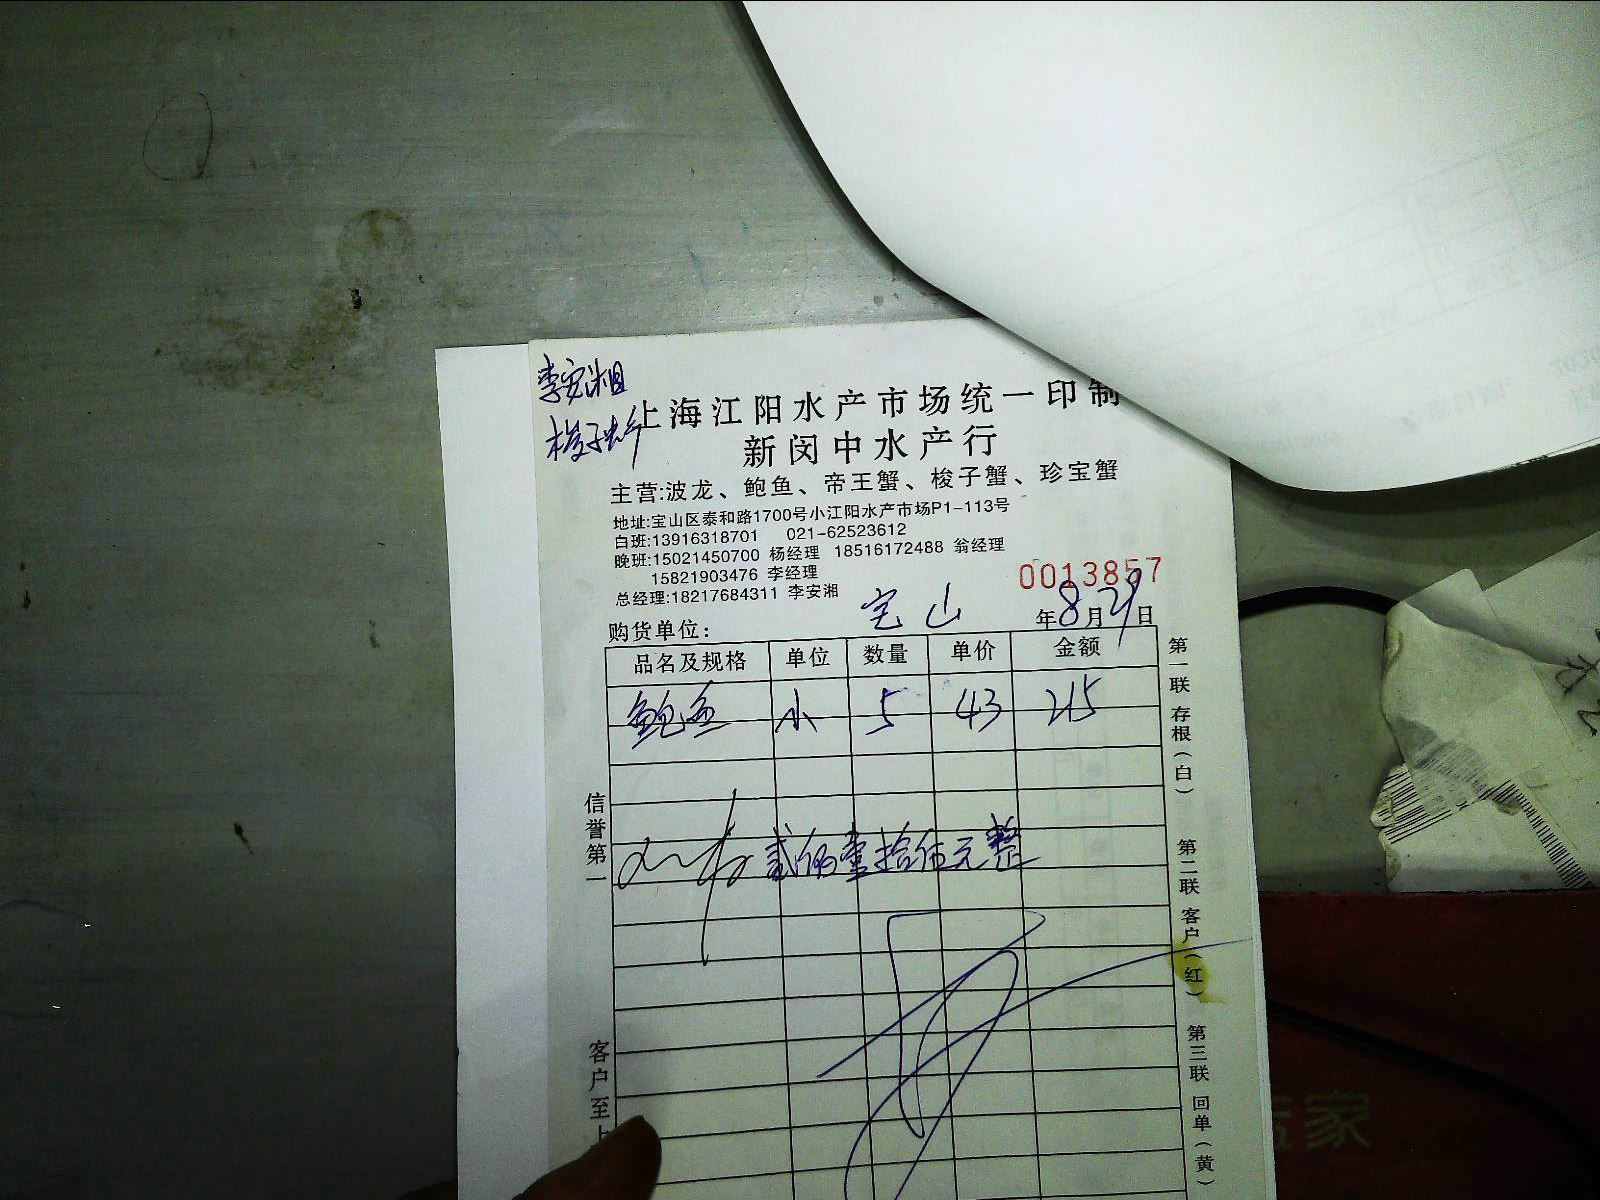 李安湘
梭子蟹
上海江阳水产市场统一印制
新闵中水产行
主营:波龙、鲍鱼、帝王蟹、梭子蟹、珍宝蟹
地址:宝山区泰和路1700号小江阳水产市场P1-113号
白班:13916318701 021-62523612
晚班:15021450700 杨经理 18516172488 翁经理
15821903476 李经理
总经理:18217684311 李安湘
0013857
购货单位: 宝山 年8月29日
品名及规格 单位 数量 单价 金额
鲍鱼 小 5 43 215
贰佰壹拾伍元整
信誉第一
客户至上
第一联 存根(白)
第二联 客户(红)
第三联 回单(黄)
家